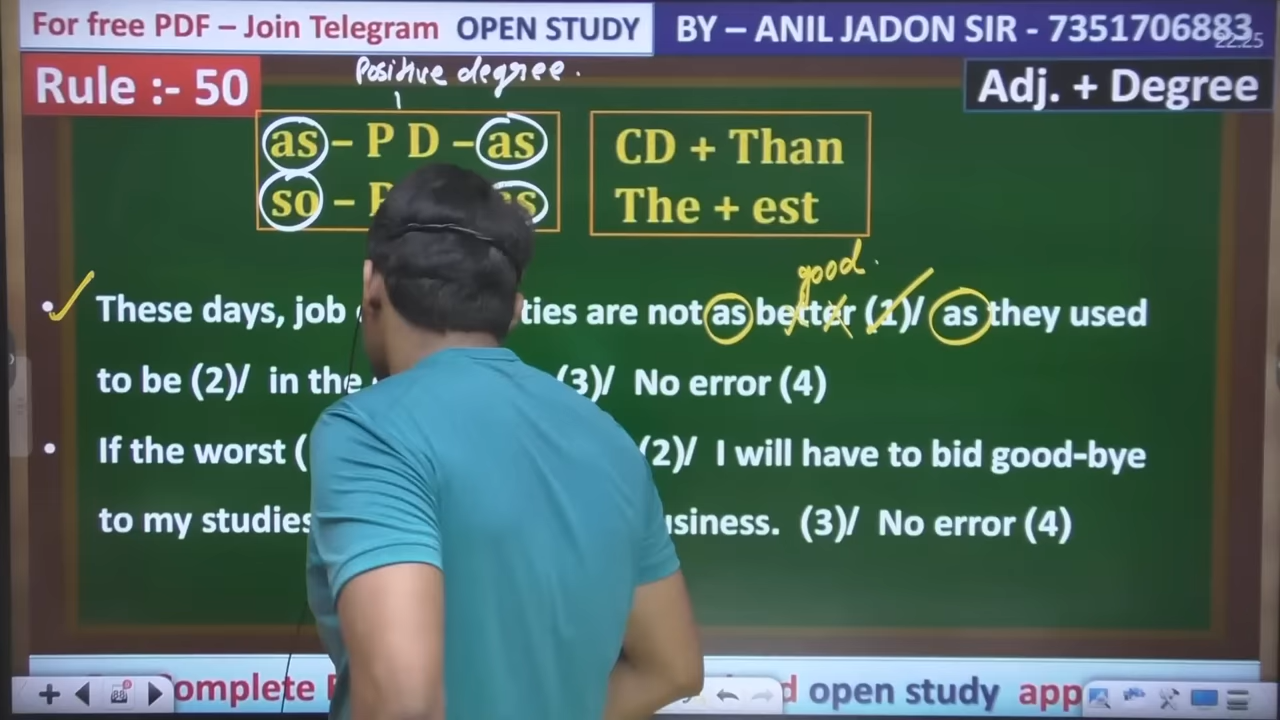 For free PDF – Join Telegram OPEN STUDY BY – ANIL JADON SIR - 7351706883
22:25
Rule :- 50
Positive degree.
Adj. + Degree
as – P D – as
CD + Than
so – P as
The + est
good.
• These days, job ties are not as better (1)/ as they used
to be (2)/ in the (3)/ No error (4)
• If the worst ( (2)/ I will have to bid good-bye
to my studies usiness. (3)/ No error (4)
omplete d open study app